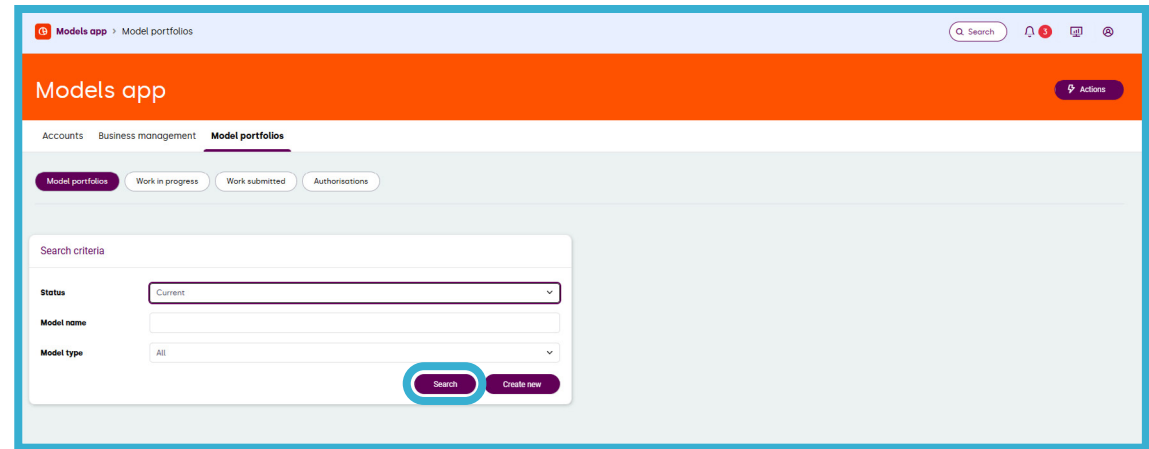 Models app > Model portfolios
Search
3
Models app
Actions
Accounts Business management Model portfolios
Model portfolios Work in progress Work submitted Authorisations
Search criteria
Status Current
Model name
Model type All
Search Create new